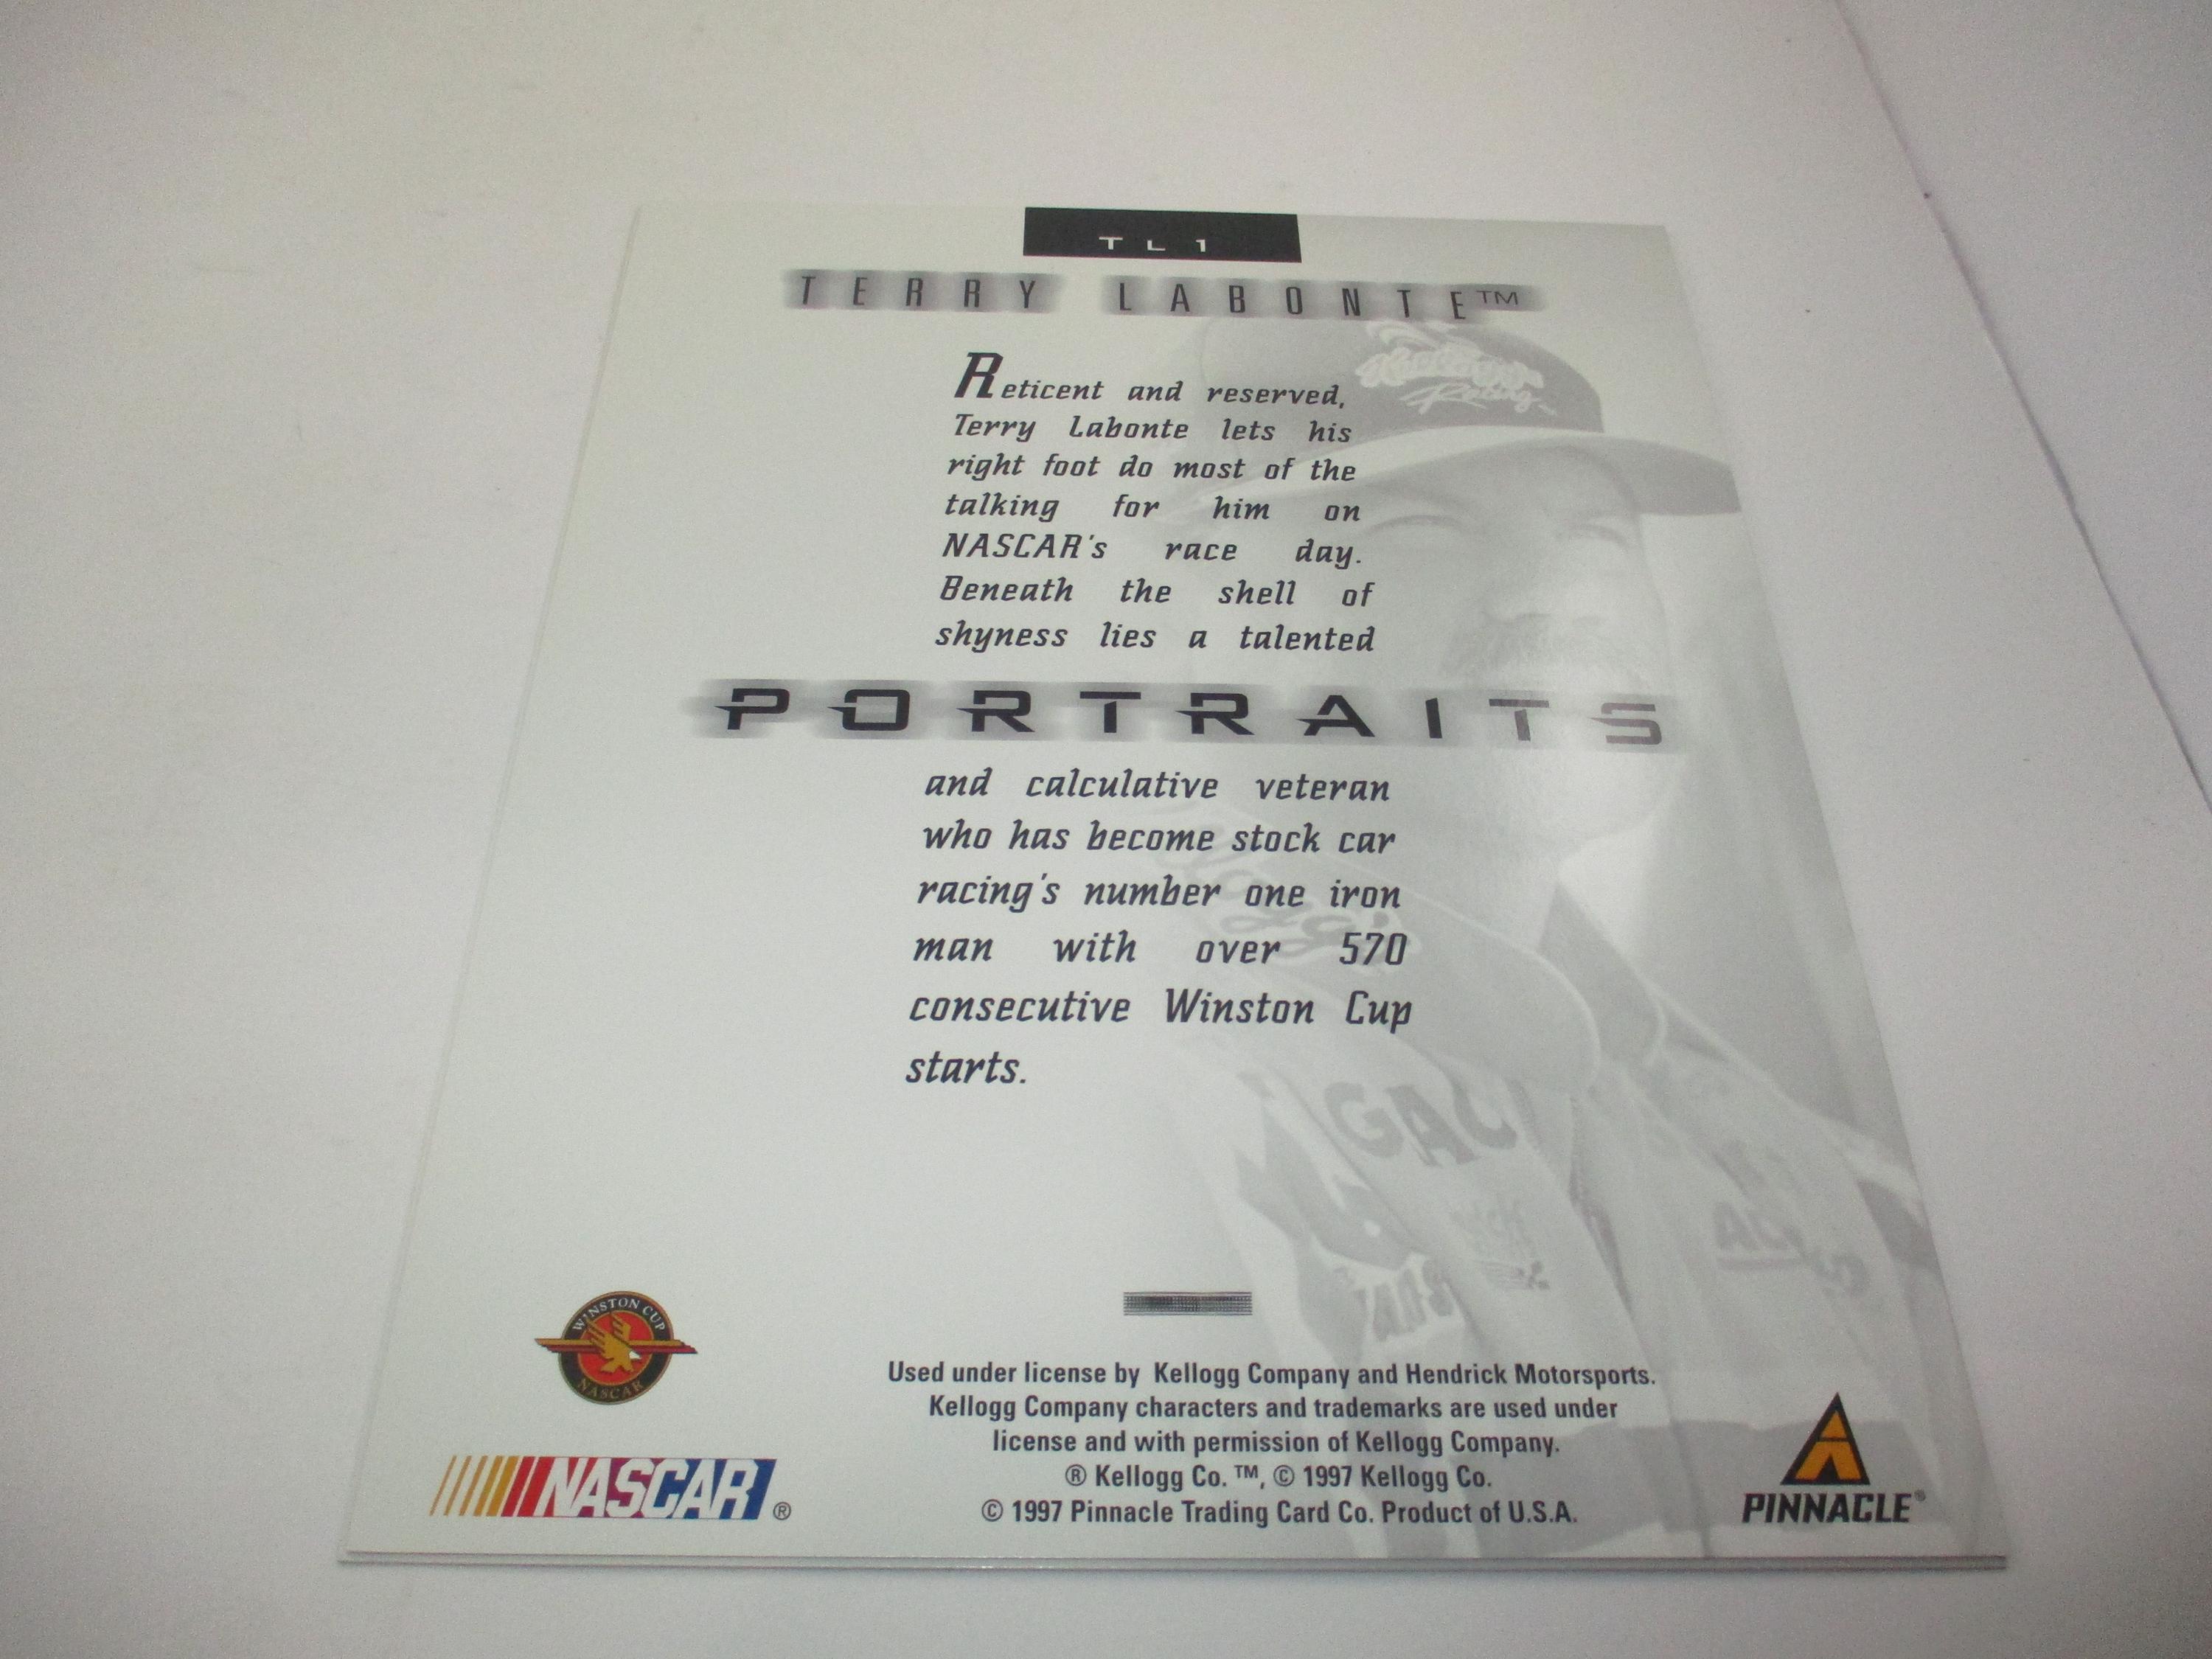 TL1
TERRY LABONTE™
Reticent and reserved,
Terry Labonte lets his
right foot do most of the
talking for him on
NASCAR's race day.
Beneath the shell of
shyness lies a talented
PORTRAITS
and calculative veteran
who has become stock car
racing's number one iron
man with over 570
consecutive Winston Cup
starts.
GAC
WINSTON CUP
NASCAR
NASCAR ®
Used under license by Kellogg Company and Hendrick Motorsports.
Kellogg Company characters and trademarks are used under
license and with permission of Kellogg Company.
® Kellogg Co. ™, © 1997 Kellogg Co.
© 1997 Pinnacle Trading Card Co. Product of U.S.A.
PINNACLE®